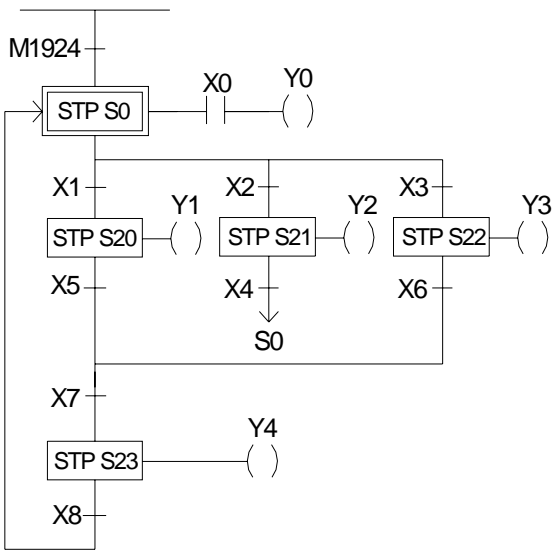 M1924
STP S0 X0 Y0
X1 X2 X3
STP S20 Y1 STP S21 Y2 STP S22 Y3
X5 X4 X6
S0
X7
STP S23 Y4
X8